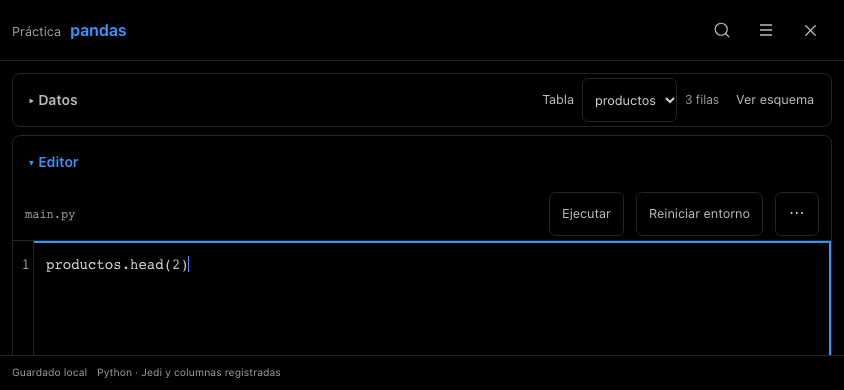 Práctica pandas
▸ Datos Tabla productos 3 filas Ver esquema
▾ Editor
main.py Ejecutar Reiniciar entorno ···
1 productos.head(2)
Guardado local Python · Jedi y columnas registradas